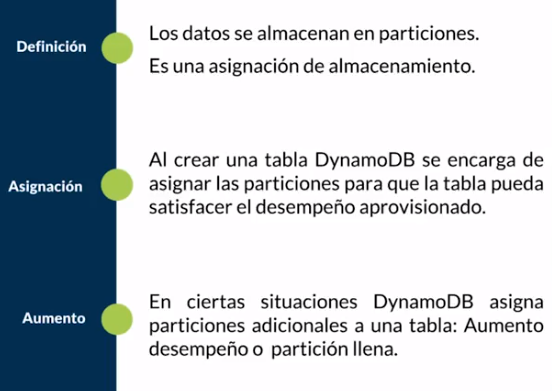 Definición
Los datos se almacenan en particiones.
Es una asignación de almacenamiento.
Asignación
Al crear una tabla DynamoDB se encarga de
asignar las particiones para que la tabla pueda
satisfacer el desempeño aprovisionado.
Aumento
En ciertas situaciones DynamoDB asigna
particiones adicionales a una tabla: Aumento
desempeño o partición llena.